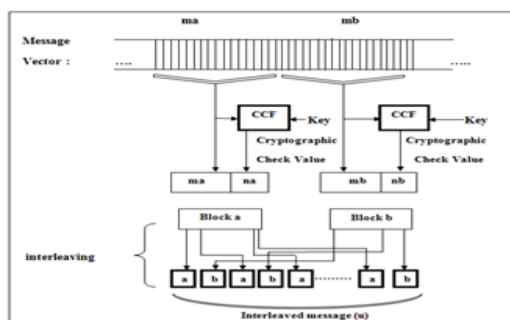 ma mb
Message
Vector : ..... .....
CCF Key CCF Key
Cryptographic Cryptographic
Check Value Check Value
ma na mb nb
Block a Block b
interleaving
a b a b a ........... a b
Interleaved message (u)